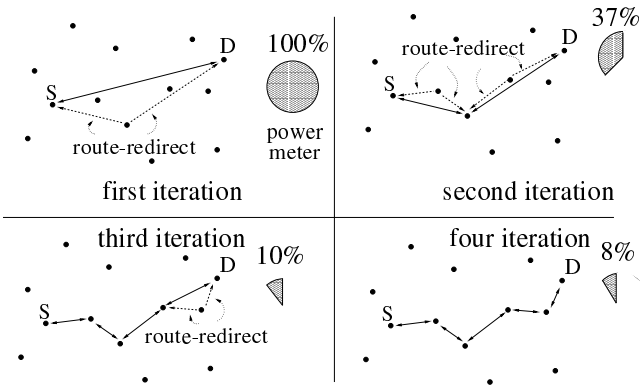 100%
D
S
power
meter
route-redirect
first iteration
37%
D
route-redirect
S
second iteration
third iteration
10%
D
S
route-redirect
four iteration
8%
D
S